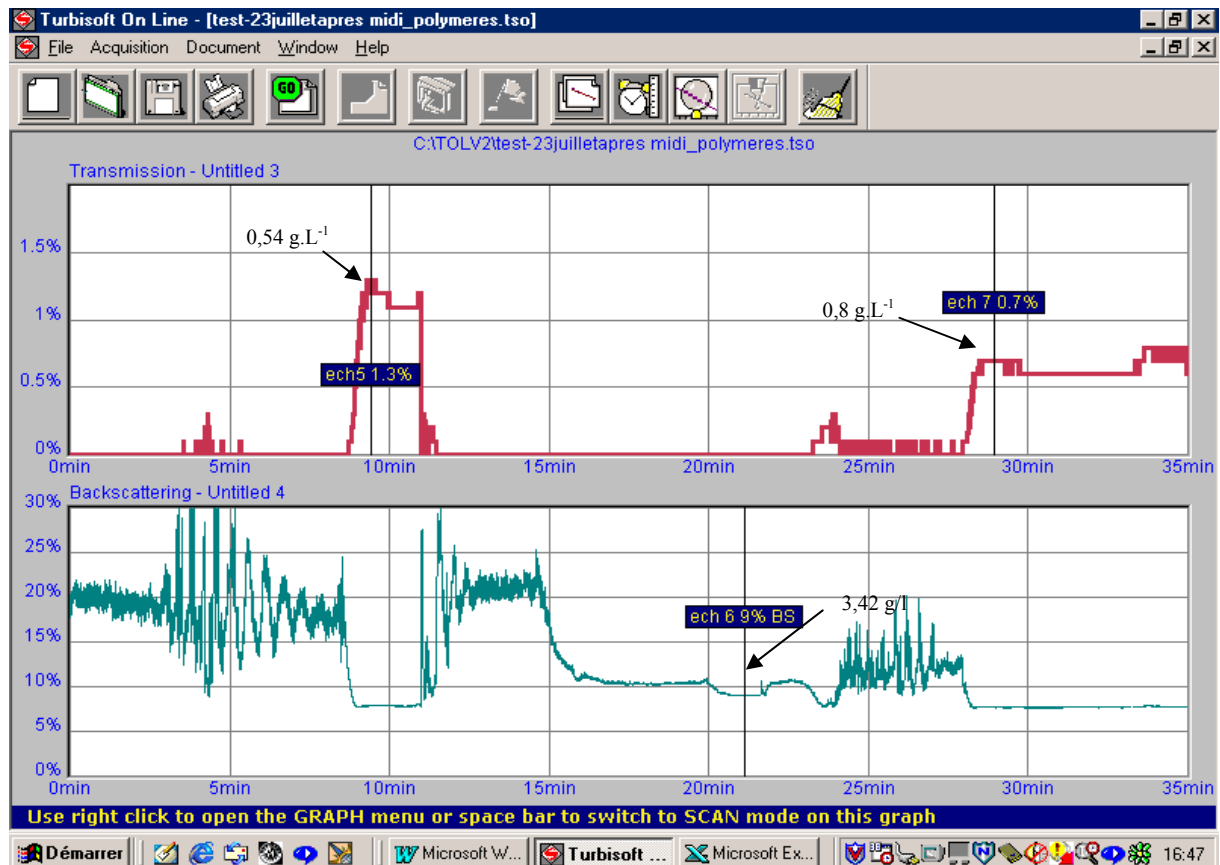 Turbisoft On Line - [test-23juilletapres midi_polymeres.tso]
File Acquisition Document Window Help
GO
C:\TOLV2\test-23juilletapres midi_polymeres.tso
Transmission - Untitled 3
1.5%
1%
0.5%
0%
0,54 g.L-1
ech5 1.3%
0,8 g.L-1
ech 7 0.7%
0min 5min 10min 15min 20min 25min 30min 35min
Backscattering - Untitled 4
30%
25%
20%
15%
10%
5%
0%
ech 6 9% BS
3,42 g/l
0min 5min 10min 15min 20min 25min 30min 35min
Use right click to open the GRAPH menu or space bar to switch to SCAN mode on this graph
Démarrer Microsoft W... Turbisoft ... Microsoft Ex... 16:47